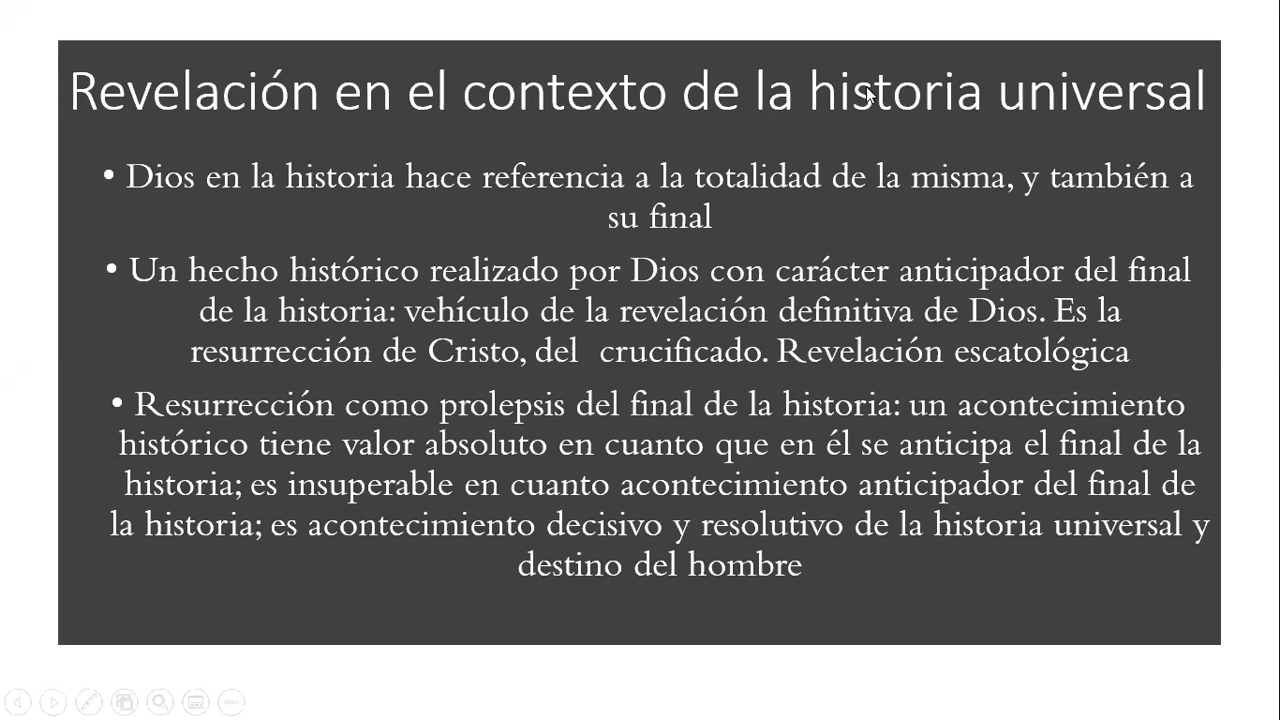 Revelación en el contexto de la historia universal
• Dios en la historia hace referencia a la totalidad de la misma, y también a
su final
• Un hecho histórico realizado por Dios con carácter anticipador del final
de la historia: vehículo de la revelación definitiva de Dios. Es la
resurrección de Cristo, del crucificado. Revelación escatológica
• Resurrección como prolepsis del final de la historia: un acontecimiento
histórico tiene valor absoluto en cuanto que en él se anticipa el final de la
historia; es insuperable en cuanto acontecimiento anticipador del final de
la historia; es acontecimiento decisivo y resolutivo de la historia universal y
destino del hombre